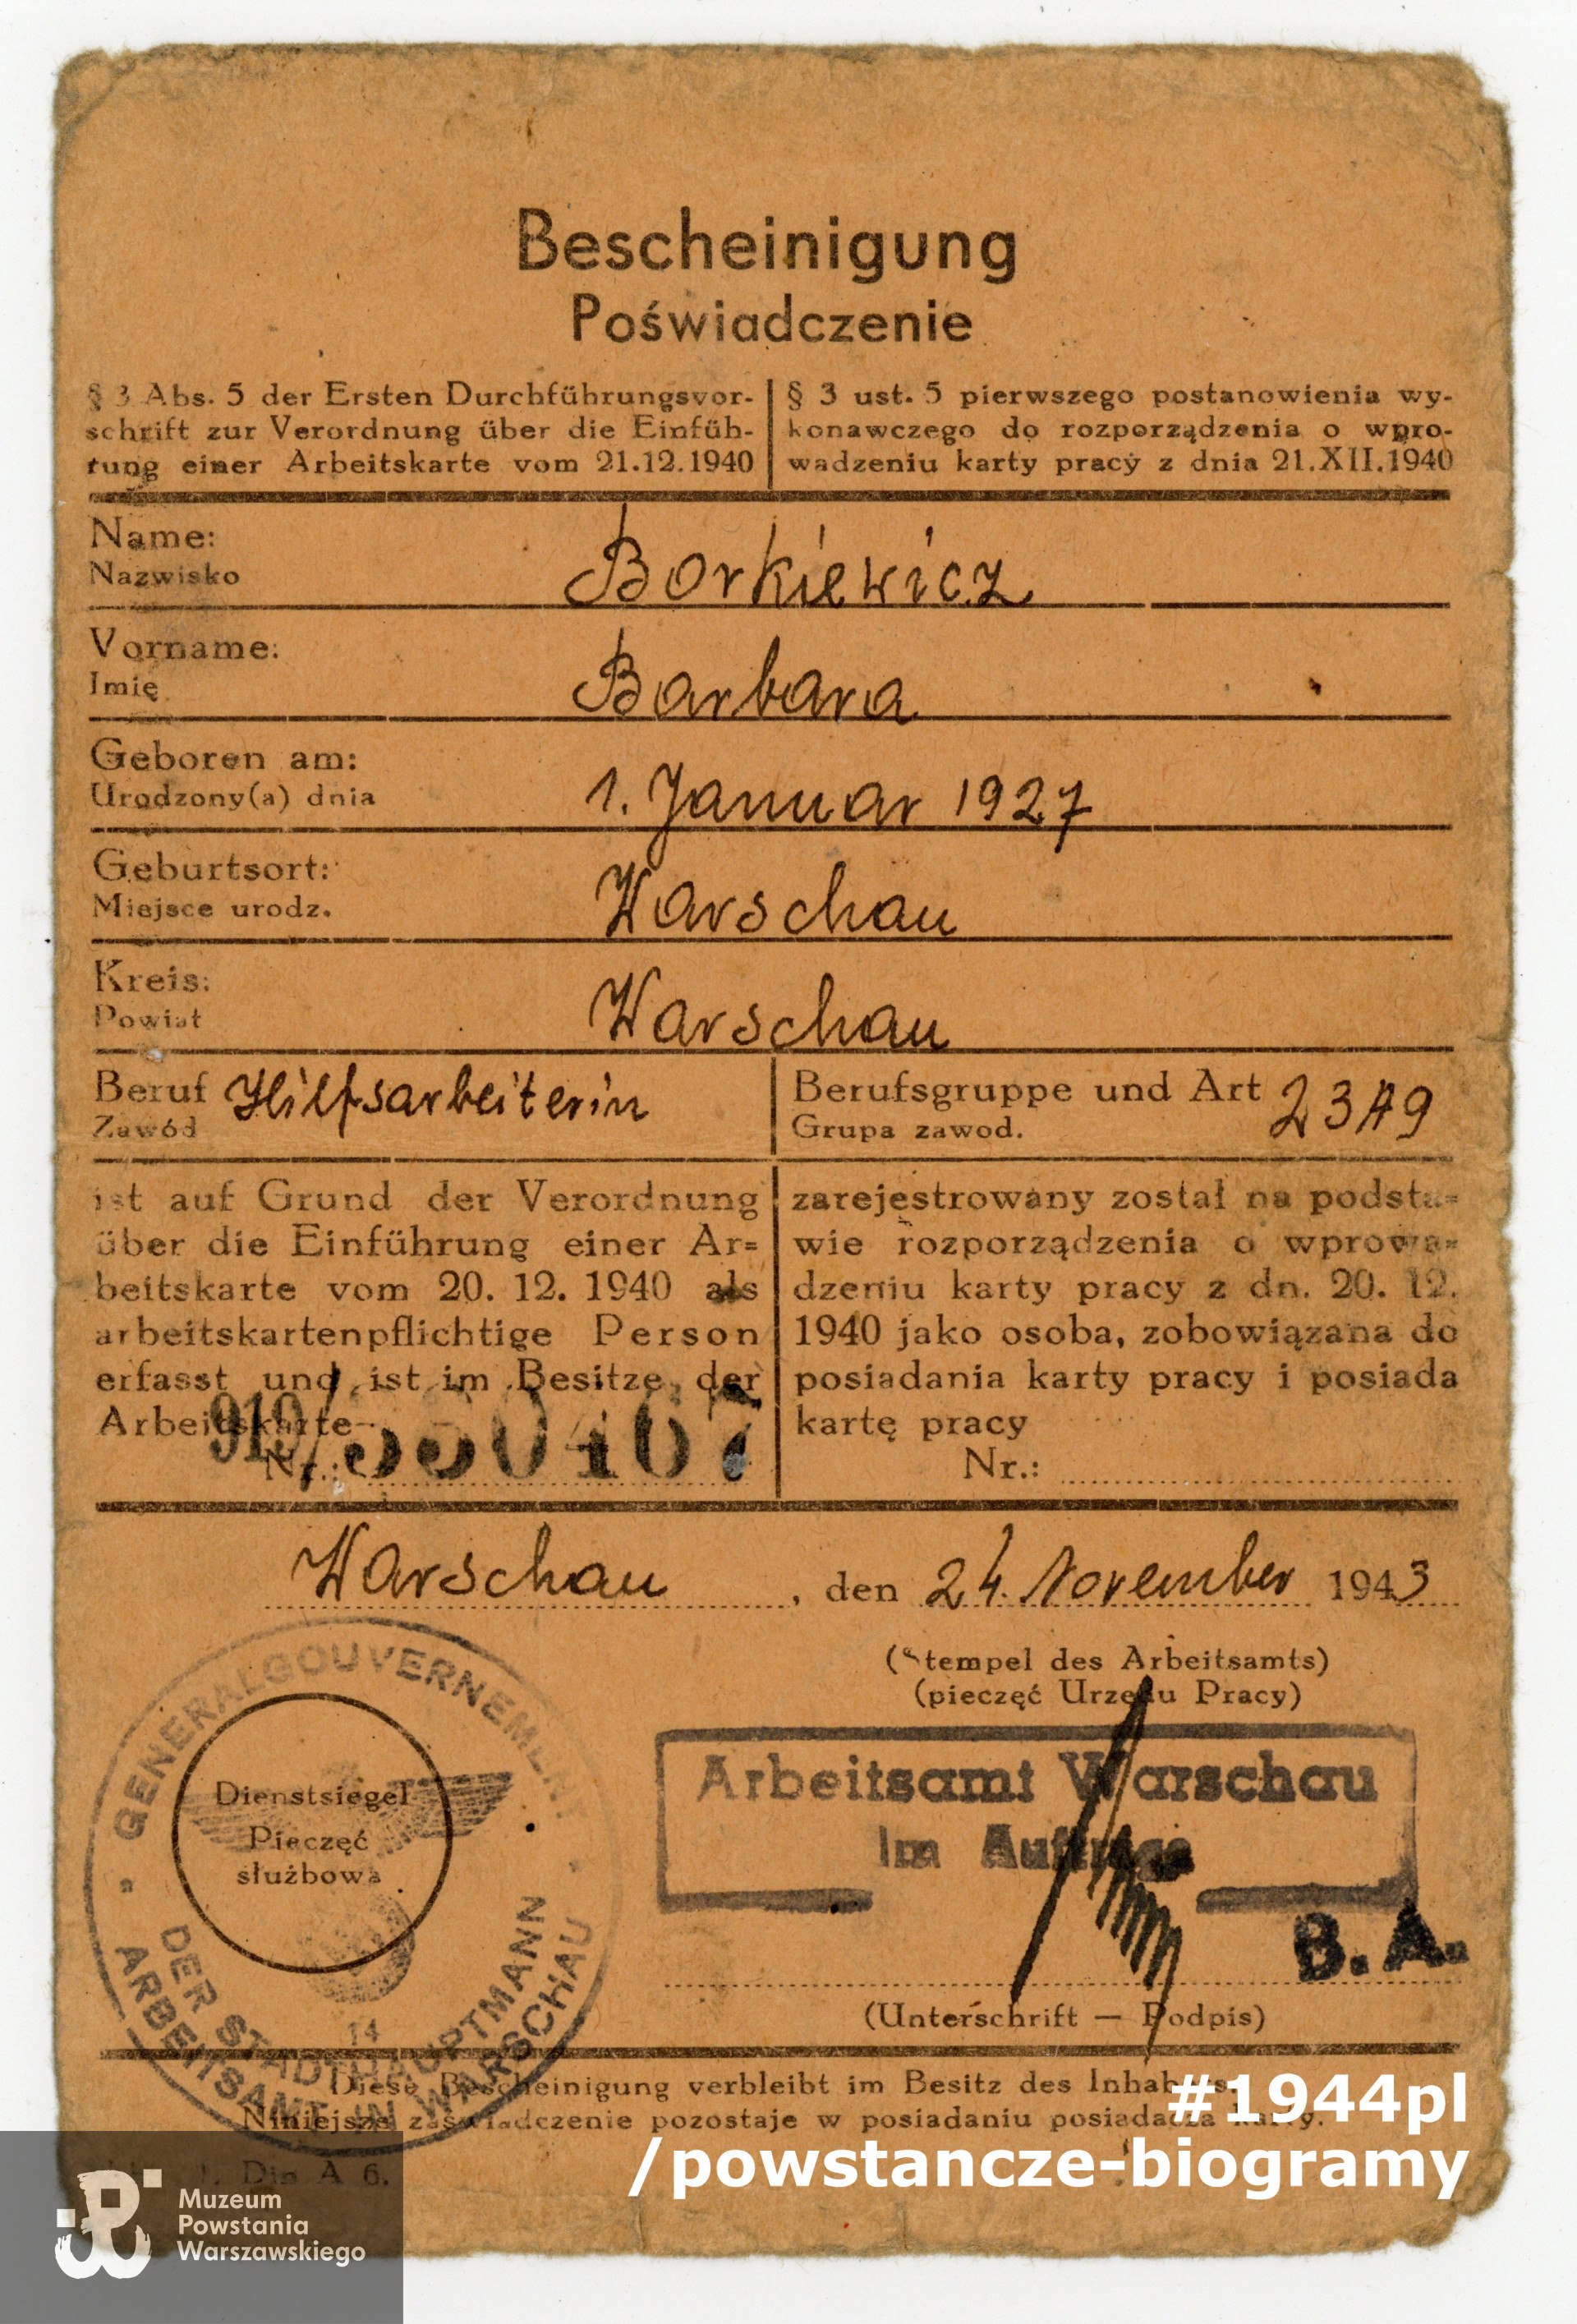 Bescheinigung
Poświadczenie
§ 3 Abs. 5 der Ersten Durchführungsvor-
schrift zur Verordnung über die Einfüh-
rung einer Arbeitskarte vom 21.12.1940
§ 3 ust. 5 pierwszego postanowienia wy-
konawczego do rozporządzenia o wpro-
wadzeniu karty pracy z dnia 21.XII.1940
Name: Borkiewicz
Nazwisko
Vorname: Barbara
Imię
Geboren am: 1. Januar 1927
Urodzony(a) dnia
Geburtsort: Warschau
Miejsce urodz.
Kreis: Warschau
Powiat
Beruf Hilfsarbeiterin
Zawód
Berufsgruppe und Art 23A9
Grupa zawod.
ist auf Grund der Verordnung
über die Einführung einer Ar=
beitskarte vom 20. 12. 1940 als
arbeitskartenpflichtige Person
erfasst und ist im Besitze der
Arbeitskarte
Nr.: 919/550467
zarejestrowany został na podsta=
wie rozporządzenia o wprowa=
dzeniu karty pracy z dn. 20. 12.
1940 jako osoba, zobowiązana do
posiadania karty pracy i posiada
kartę pracy
Nr.:
Warschau, den 24. November 1943
(Stempel des Arbeitsamts)
(pieczęć Urzędu Pracy)
GENERALGOUVERNEMENT
DER STADTHAUPTMANN
ARBEITSAMT IN WARSCHAU
14
Dienstsiegel
Pieczęć
służbowa
Arbeitsamt Warschau
Im Auftrage
B. A.
(Unterschrift — Podpis)
Diese Bescheinigung verbleibt im Besitz des Inhabers.
Niniejsze zaświadczenie pozostaje w posiadaniu posiadacza karty.
Din A 6.
#1944pl
/powstancze-biogramy
Muzeum
Powstania
Warszawskiego